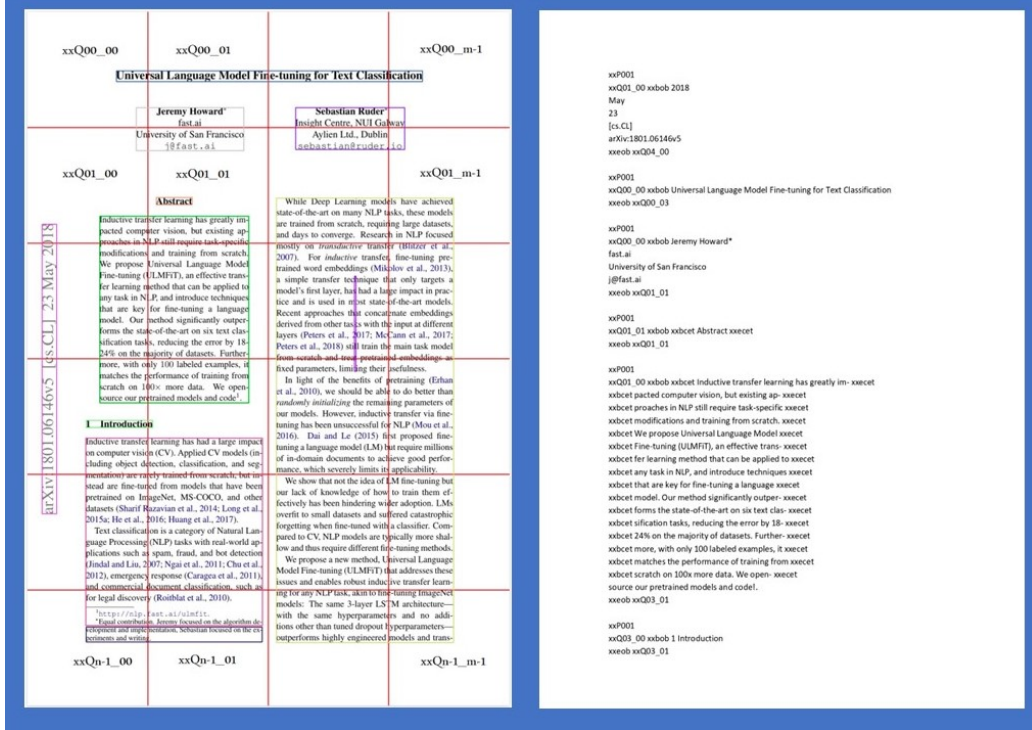 xxQ00_00 xxQ00_01 xxQ00_m-1
Universal Language Model Fine-tuning for Text Classification
Jeremy Howard*
fast.ai
University of San Francisco
j@fast.ai
Sebastian Ruder*
Insight Centre, NUI Galway
Aylien Ltd., Dublin
sebastian@ruder.io
xxQ01_00 xxQ01_01 xxQ01_m-1
arXiv:1801.06146v5 [cs.CL] 23 May 2018
Abstract
Inductive transfer learning has greatly im-
pacted computer vision, but existing ap-
proaches in NLP still require task-specific
modifications and training from scratch.
We propose Universal Language Model
Fine-tuning (ULMFiT), an effective trans-
fer learning method that can be applied to
any task in NLP, and introduce techniques
that are key for fine-tuning a language
model. Our method significantly outper-
forms the state-of-the-art on six text clas-
sification tasks, reducing the error by 18-
24% on the majority of datasets. Further-
more, with only 100 labeled examples, it
matches the performance of training from
scratch on 100× more data. We open-
source our pretrained models and code¹.
1 Introduction
Inductive transfer learning has had a large impact
on computer vision (CV). Applied CV models (in-
cluding object detection, classification, and seg-
mentation) are rarely trained from scratch, but in-
stead are fine-tuned from models that have been
pretrained on ImageNet, MS-COCO, and other
datasets (Sharif Razavian et al., 2014; Long et al.,
2015a; He et al., 2016; Huang et al., 2017).
Text classification is a category of Natural Lan-
guage Processing (NLP) tasks with real-world ap-
plications such as spam, fraud, and bot detection
(Jindal and Liu, 2007; Ngai et al., 2011; Chu et al.,
2012), emergency response (Caragea et al., 2011),
and commercial document classification, such as
for legal discovery (Roitblat et al., 2010).
¹http://nlp.fast.ai/ulmfit.
*Equal contribution. Jeremy focused on the algorithm de-
velopment and implementation, Sebastian focused on the ex-
periments and writing.
While Deep Learning models have achieved
state-of-the-art on many NLP tasks, these models
are trained from scratch, requiring large datasets,
and days to converge. Research in NLP focused
mostly on transductive transfer (Blitzer et al.,
2007). For inductive transfer, fine-tuning pre-
trained word embeddings (Mikolov et al., 2013),
a simple transfer technique that only targets a
model's first layer, has had a large impact in prac-
tice and is used in most state-of-the-art models.
Recent approaches that concatenate embeddings
derived from other tasks with the input at different
layers (Peters et al., 2017; McCann et al., 2017;
Peters et al., 2018) still train the main task model
from scratch and treat pretrained embeddings as
fixed parameters, limiting their usefulness.
In light of the benefits of pretraining (Erhan
et al., 2010), we should be able to do better than
randomly initializing the remaining parameters of
our models. However, inductive transfer via fine-
tuning has been unsuccessful for NLP (Mou et al.,
2016). Dai and Le (2015) first proposed fine-
tuning a language model (LM) but require millions
of in-domain documents to achieve good perfor-
mance, which severely limits its applicability.
We show that not the idea of LM fine-tuning but
our lack of knowledge of how to train them ef-
fectively has been hindering wider adoption. LMs
overfit to small datasets and suffered catastrophic
forgetting when fine-tuned with a classifier. Com-
pared to CV, NLP models are typically more shal-
low and thus require different fine-tuning methods.
We propose a new method, Universal Language
Model Fine-tuning (ULMFiT) that addresses these
issues and enables robust inductive transfer learn-
ing for any NLP task, akin to fine-tuning ImageNet
models: The same 3-layer LSTM architecture—
with the same hyperparameters and no addi-
tions other than tuned dropout hyperparameters—
outperforms highly engineered models and trans-
xxQn-1_00 xxQn-1_01 xxQn-1_m-1
xxP001
xxQ01_00 xxbob 2018
May
23
[cs.CL]
arXiv:1801.06146v5
xxeob xxQ04_00
xxP001
xxQ00_00 xxbob Universal Language Model Fine-tuning for Text Classification
xxeob xxQ00_03
xxP001
xxQ00_00 xxbob Jeremy Howard*
fast.ai
University of San Francisco
j@fast.ai
xxeob xxQ01_01
xxP001
xxQ01_01 xxbob xxbcet Abstract xxecet
xxeob xxQ01_01
xxP001
xxQ01_00 xxbob xxbcet Inductive transfer learning has greatly im- xxecet
xxbcet pacted computer vision, but existing ap- xxecet
xxbcet proaches in NLP still require task-specific xxecet
xxbcet modifications and training from scratch. xxecet
xxbcet We propose Universal Language Model xxecet
xxbcet Fine-tuning (ULMFiT), an effective trans- xxecet
xxbcet fer learning method that can be applied to xxecet
xxbcet any task in NLP, and introduce techniques xxecet
xxbcet that are key for fine-tuning a language xxecet
xxbcet model. Our method significantly outper- xxecet
xxbcet forms the state-of-the-art on six text clas- xxecet
xxbcet sification tasks, reducing the error by 18- xxecet
xxbcet 24% on the majority of datasets. Further- xxecet
xxbcet more, with only 100 labeled examples, it xxecet
xxbcet matches the performance of training from xxecet
xxbcet scratch on 100x more data. We open- xxecet
source our pretrained models and codel.
xxeob xxQ03_01
xxP001
xxQ03_00 xxbob 1 Introduction
xxeob xxQ03_01